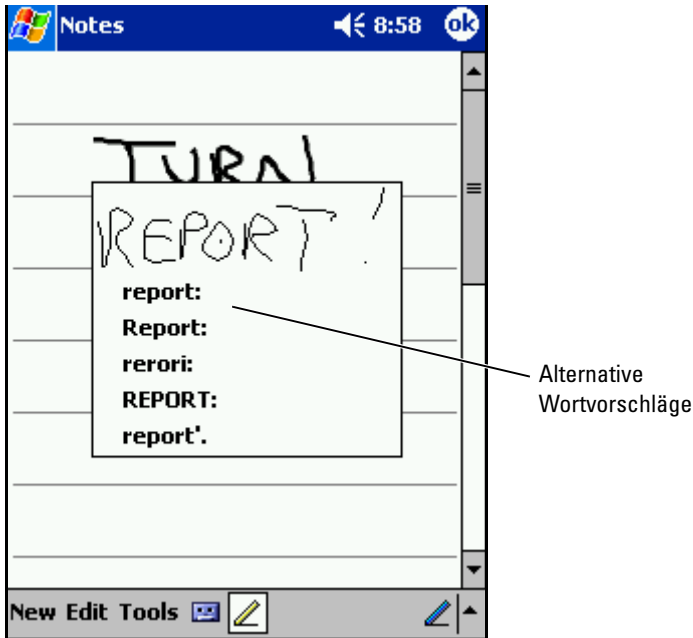 Notes 8:58 ok
TURN
REPORT!
report:
Report:
rerori:
REPORT:
report'.
Alternative
Wortvorschläge
New Edit Tools